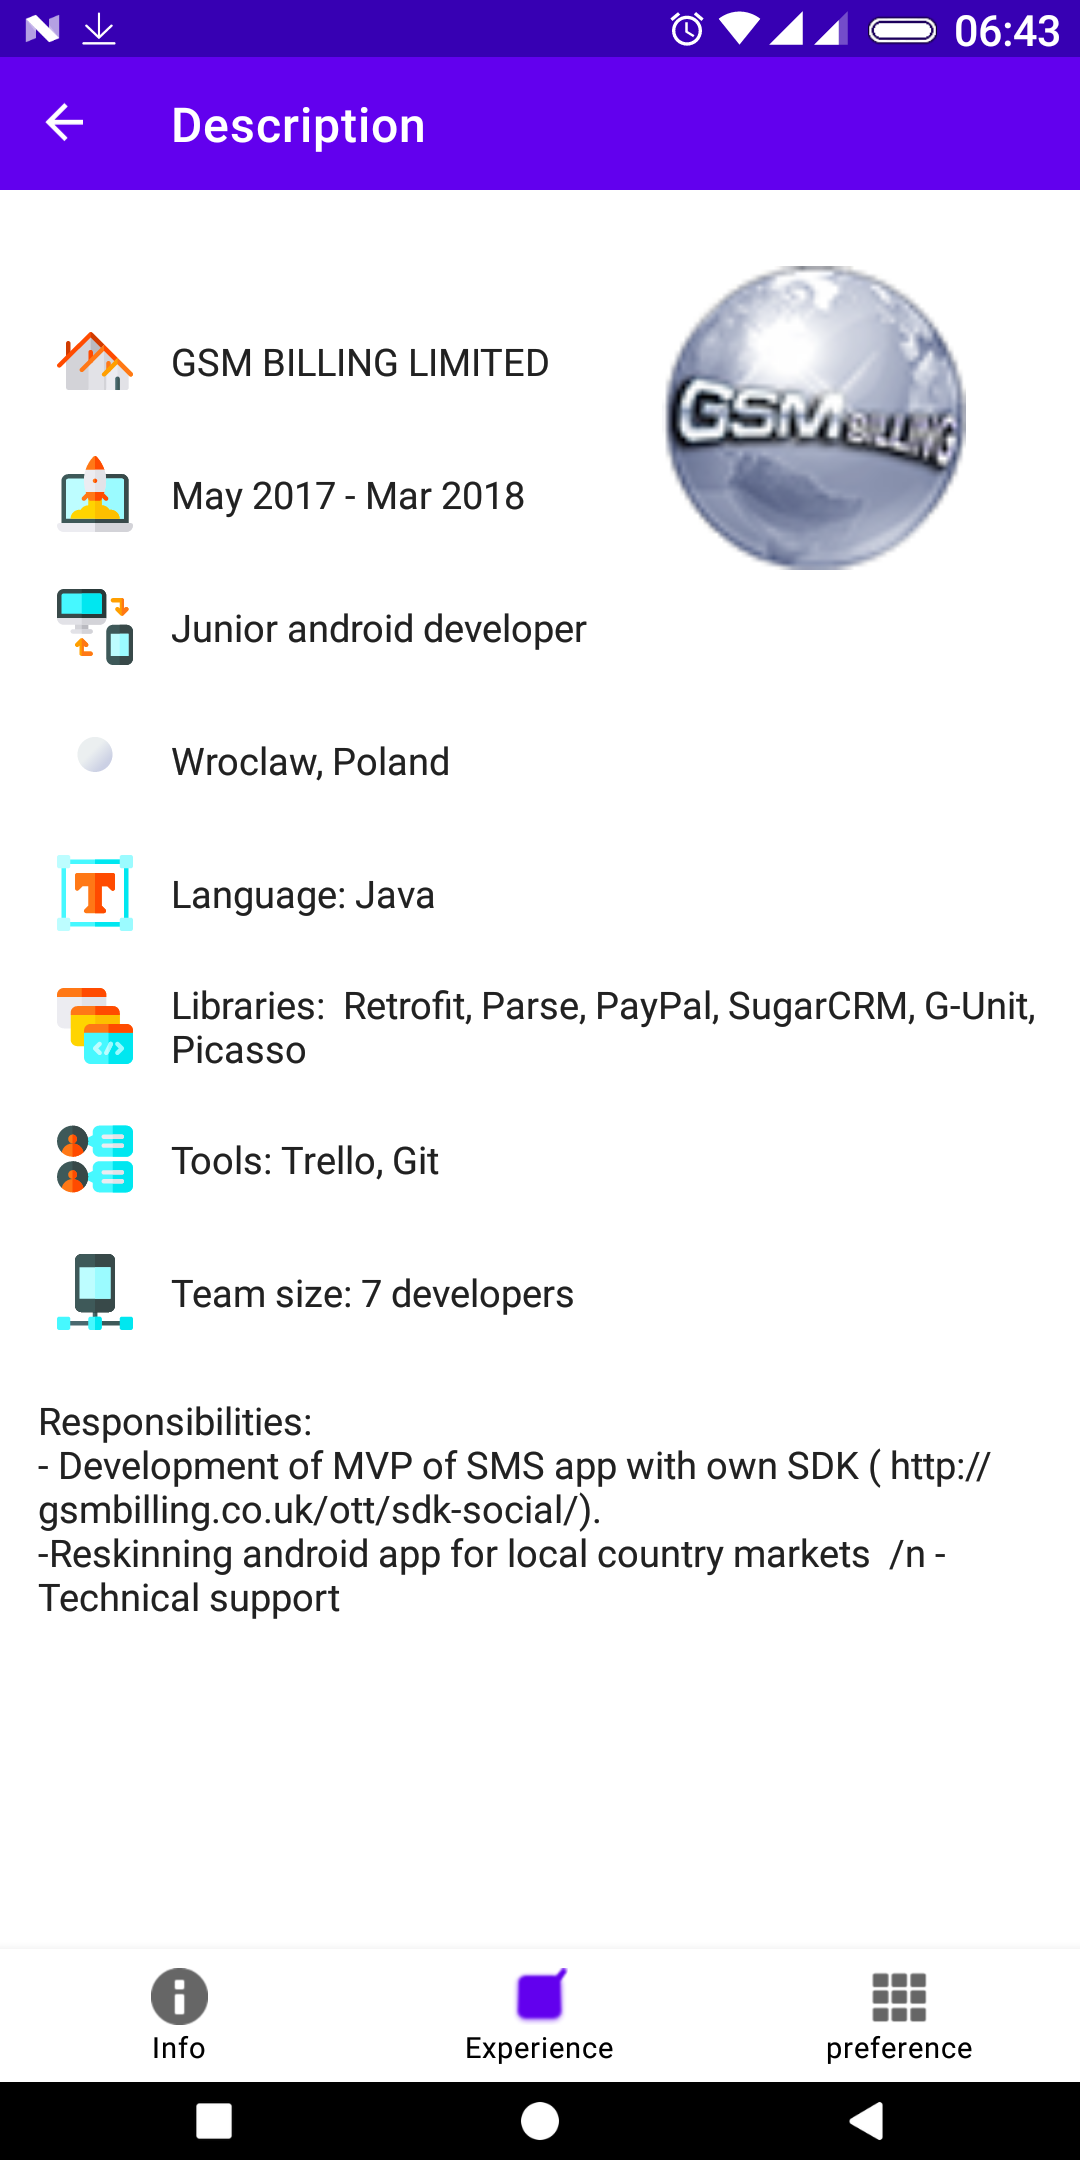 06:43
Description
GSM BILLING LIMITED
GSM BILLING
May 2017 - Mar 2018
Junior android developer
Wroclaw, Poland
Language: Java
Libraries:  Retrofit, Parse, PayPal, SugarCRM, G-Unit,
Picasso
Tools: Trello, Git
Team size: 7 developers
Responsibilities:
- Development of MVP of SMS app with own SDK ( http://
gsmbilling.co.uk/ott/sdk-social/).
-Reskinning android app for local country markets  /n -
Technical support
Info
Experience
preference